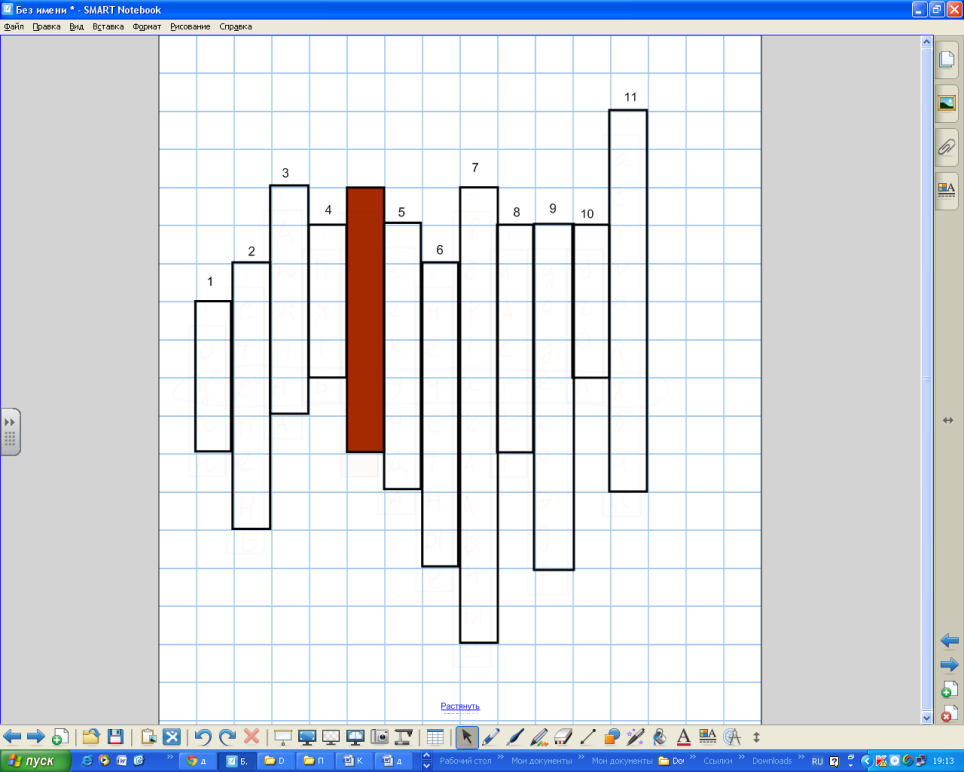 Без имени * - SMART Notebook
Файл Правка Вид Вставка Формат Рисование Справка
11
3
7
4
5
8
9
10
2
6
1
Растянуть
пуск
д
Б.
D
П
К
д
Рабочий стол
Мои документы
Мои документы
Ссылки
Downloads
RU
19:13